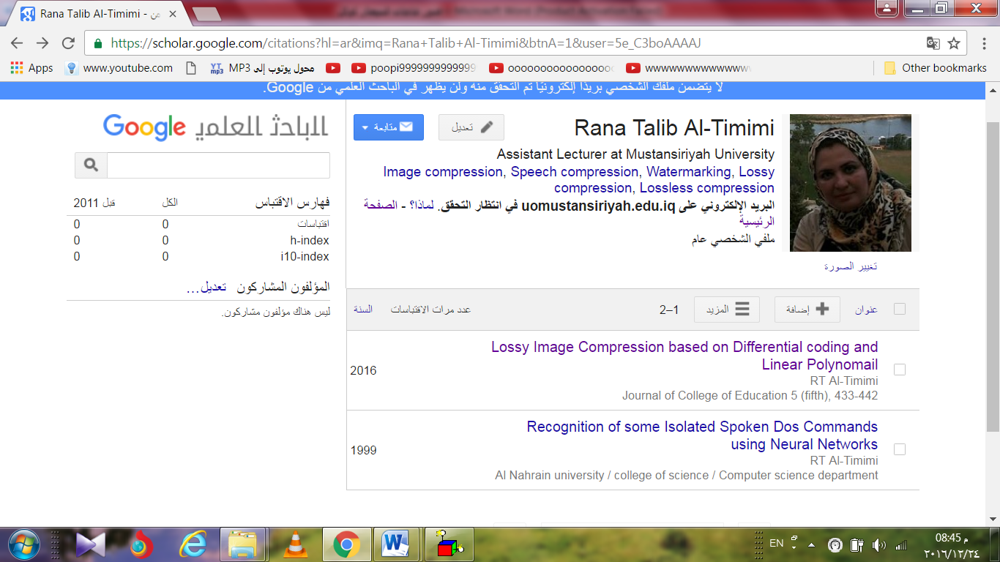 Rana Talib Al-Timimi - من
https://scholar.google.com/citations?hl=ar&imq=Rana+Talib+Al-Timimi&btnA=1&user=5e_C3boAAAAJ
Apps www.youtube.com محول يوتوب إلى MP3 poopi9999999999999 oooooooooooooooooo wwwwwwwwwwwwww Other bookmarks
لا يتضمن ملفك الشخصي بريدًا إلكترونيًا تم التحقق منه ولن يظهر في الباحث العلمي من Google.
الباحث العلمي Google
Rana Talib Al-Timimi
تعديل
متابعة
Assistant Lecturer at Mustansiriyah University
Image compression, Speech compression, Watermarking, Lossy
compression, Lossless compression
البريد الإلكتروني على uomustansiriyah.edu.iq في انتظار التحقق. لماذا؟ - الصفحة
الرئيسية
ملفي الشخصي عام
تغيير الصورة
فهارس الاقتباس الكل قبل 2011
اقتباسات 0 0
h-index 0 0
i10-index 0 0
المؤلفون المشاركون تعديل...
ليس هناك مؤلفون مشاركون.
عنوان إضافة المزيد 1–2 عدد مرات الاقتباسات السنة
Lossy Image Compression based on Differential coding and
Linear Polynomail
RT Al-Timimi
Journal of College of Education 5 (fifth), 433-442
2016
Recognition of some Isolated Spoken Dos Commands
using Neural Networks
RT Al-Timimi
Al Nahrain university / college of science / Computer science department
1999
EN
08:45 م
٢٠١٦/١٢/٢٤